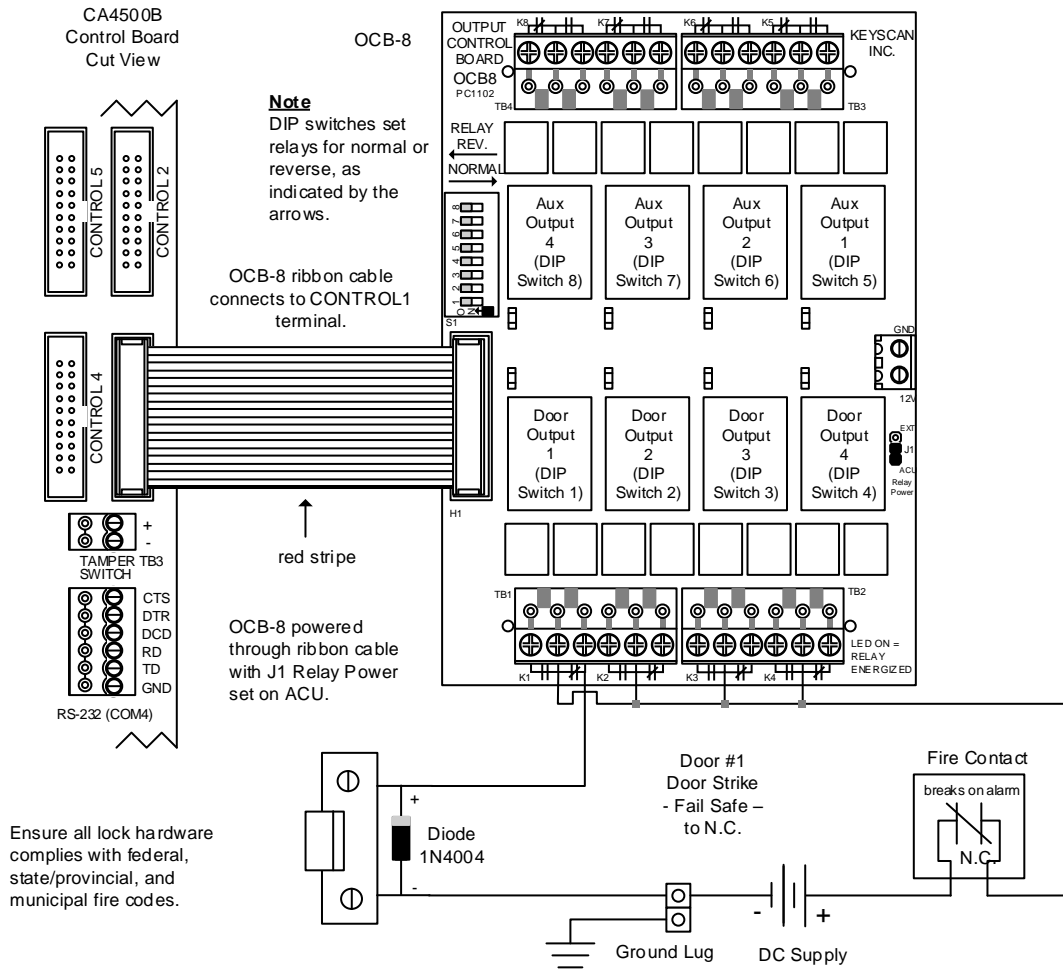 CA4500B
Control Board
Cut View
OCB-8
Note
DIP switches set
relays for normal or
reverse, as
indicated by the
arrows.
OCB-8 ribbon cable
connects to CONTROL1
terminal.
CONTROL 5
CONTROL 2
CONTROL 4
red stripe
+
-
TAMPER TB3
SWITCH
CTS
DTR
DCD
RD
TD
GND
RS-232 (COM4)
OCB-8 powered
through ribbon cable
with J1 Relay Power
set on ACU.
OUTPUT
CONTROL
BOARD
OCB8
PC1102
K8
K7
K6
K5
KEYSCAN
INC.
TB4
TB3
RELAY
REV.
NORMAL
8
7
6
5
4
3
2
1
ON
S1
Aux
Output
4
(DIP
Switch 8)
Aux
Output
3
(DIP
Switch 7)
Aux
Output
2
(DIP
Switch 6)
Aux
Output
1
(DIP
Switch 5)
GND
12V
EXT
J1
ACU
Relay
Power
Door
Output
1
(DIP
Switch 1)
Door
Output
2
(DIP
Switch 2)
Door
Output
3
(DIP
Switch 3)
Door
Output
4
(DIP
Switch 4)
H1
TB1
TB2
K1
K2
K3
K4
LED ON =
RELAY
ENERGIZED
Ensure all lock hardware
complies with federal,
state/provincial, and
municipal fire codes.
+
Diode
1N4004
-
Door #1
Door Strike
- Fail Safe –
to N.C.
Fire Contact
breaks on alarm
N.C.
Ground Lug
-
+
DC Supply